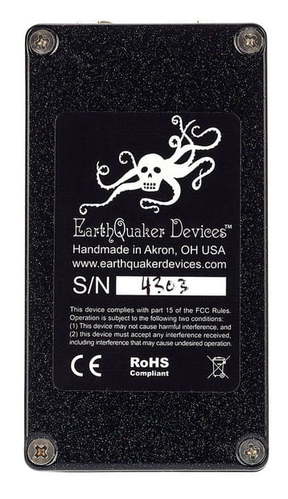 EarthQuaker Devices™
Handmade in Akron, OH USA
www.earthquakerdevices.com
S/N 4303
This device complies with part 15 of the FCC Rules.
Operation is subject to the following two conditions:
(1) This device may not cause harmful interference, and
(2) this device must accept any interference received,
including interference that may cause undesired operation.
CE RoHS
Compliant